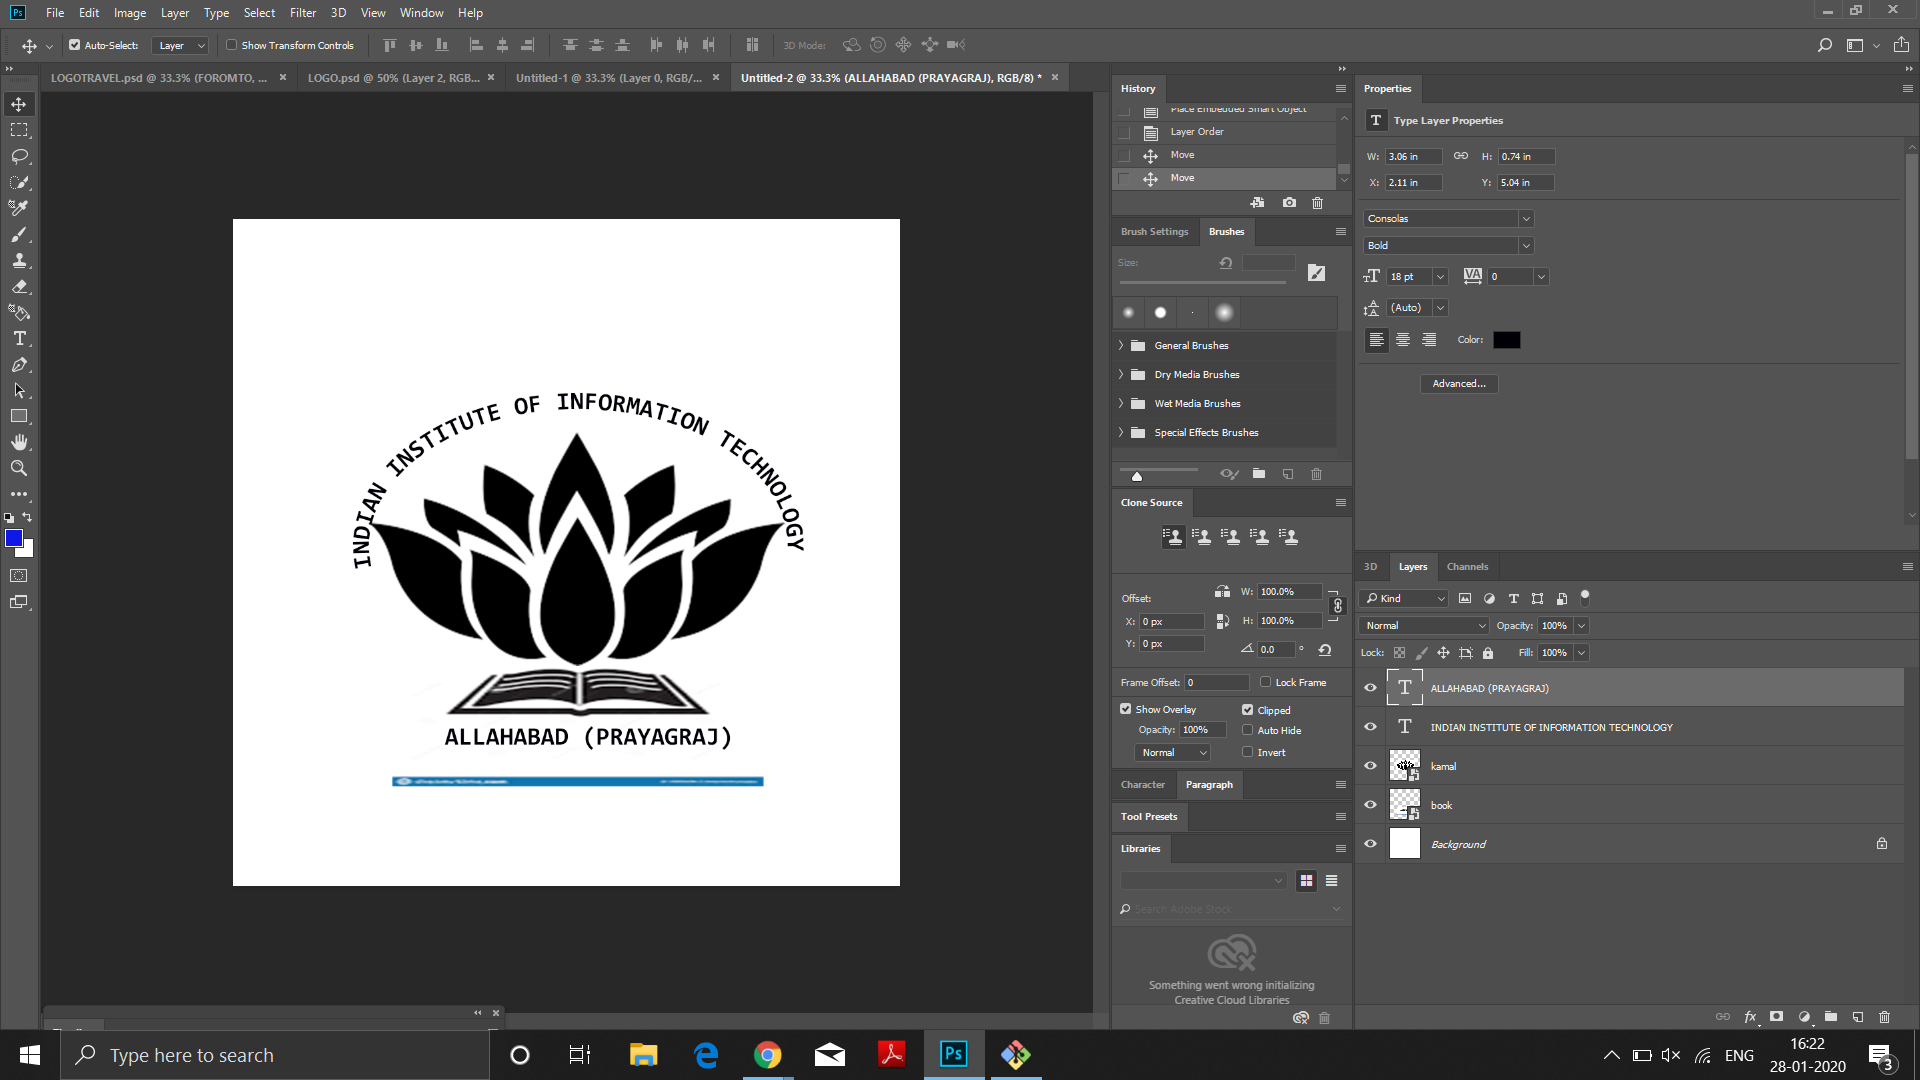 Ps File Edit Image Layer Type Select Filter 3D View Window Help
Auto-Select: Layer Show Transform Controls 3D Mode:
LOGOTRAVEL.psd @ 33.3% (FOROMTO, ... LOGO.psd @ 50% (Layer 2, RGB... Untitled-1 @ 33.3% (Layer 0, RGB/... Untitled-2 @ 33.3% (ALLAHABAD (PRAYAGRAJ), RGB/8) *
INDIAN INSTITUTE OF INFORMATION TECHNOLOGY
ALLAHABAD (PRAYAGRAJ)
History
Place Embedded Smart Object
Layer Order
Move
Move
Brush Settings Brushes
Size:
General Brushes
Dry Media Brushes
Wet Media Brushes
Special Effects Brushes
Clone Source
Offset: W: 100.0%
X: 0 px H: 100.0%
Y: 0 px 0.0 °
Frame Offset: 0 Lock Frame
Show Overlay Clipped
Opacity: 100% Auto Hide
Normal Invert
Character Paragraph
Tool Presets
Libraries
Search Adobe Stock
Something went wrong initializing
Creative Cloud Libraries
Properties
T Type Layer Properties
W: 3.06 in H: 0.74 in
X: 2.11 in Y: 5.04 in
Consolas
Bold
18 pt VA 0
(Auto)
Color:
Advanced...
3D Layers Channels
Kind
Normal Opacity: 100%
Lock: Fill: 100%
T ALLAHABAD (PRAYAGRAJ)
T INDIAN INSTITUTE OF INFORMATION TECHNOLOGY
kamal
book
Background
fx
Type here to search
Ps
ENG
16:22
28-01-2020
3